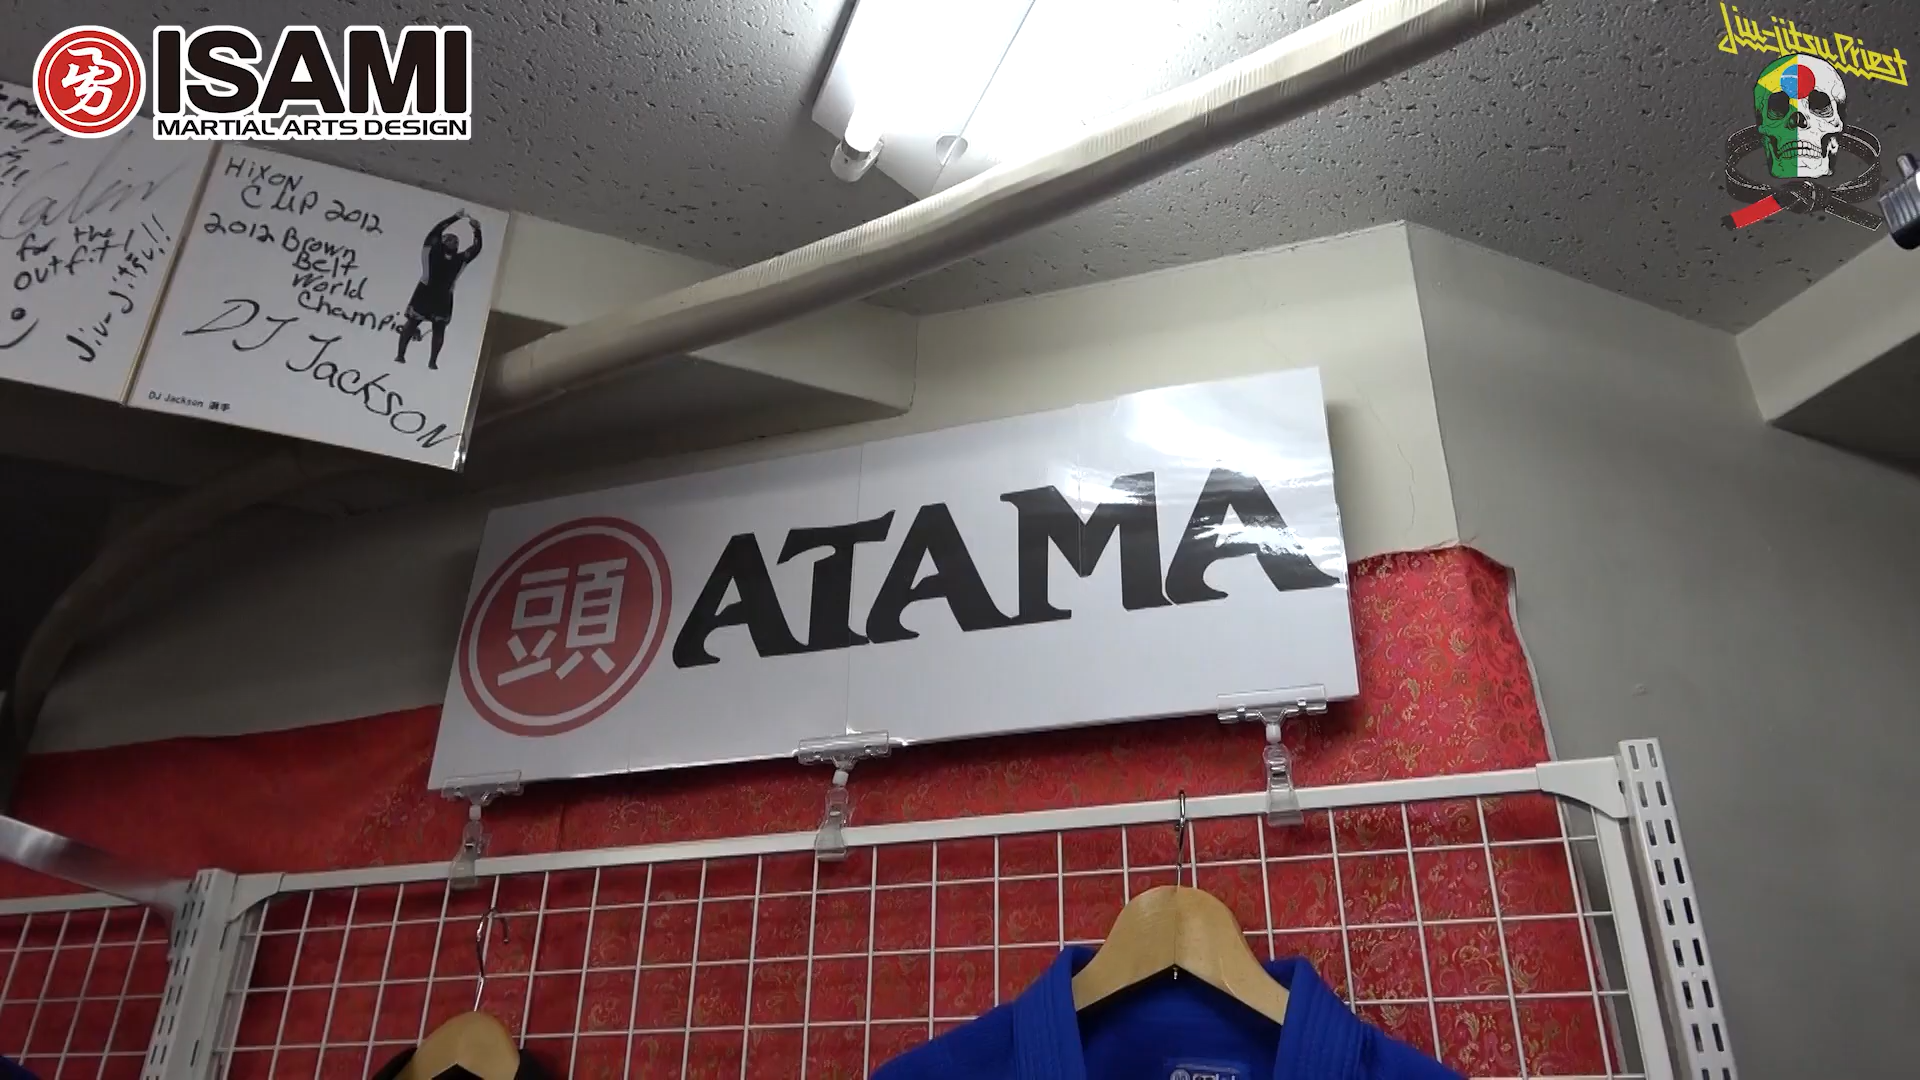 勇 ISAMI
MARTIAL ARTS DESIGN
Jiu-jitsu Priest
for the
outfit!
Jiu-Jitsu!!
HiXON
CUP 2012
2012 Brown
Belt
World
Champion
DJ Jackson
DJ Jackson 選手
頭 ATAMA